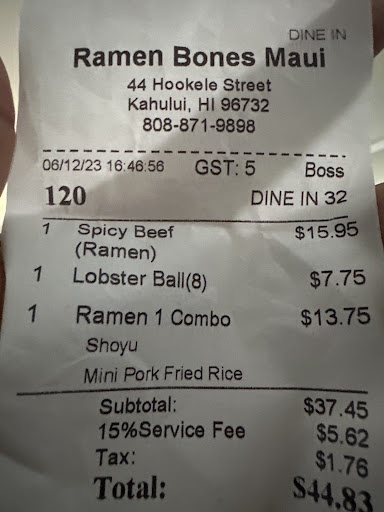 DINE IN
Ramen Bones Maui
44 Hookele Street
Kahului, HI 96732
808-871-9898
06/12/23 16:46:56 GST: 5 Boss
120 DINE IN 32
1 Spicy Beef $15.95
(Ramen)
1 Lobster Ball(8) $7.75
1 Ramen 1 Combo $13.75
Shoyu
Mini Pork Fried Rice
Subtotal: $37.45
15%Service Fee $5.62
Tax: $1.76
Total: $44.83